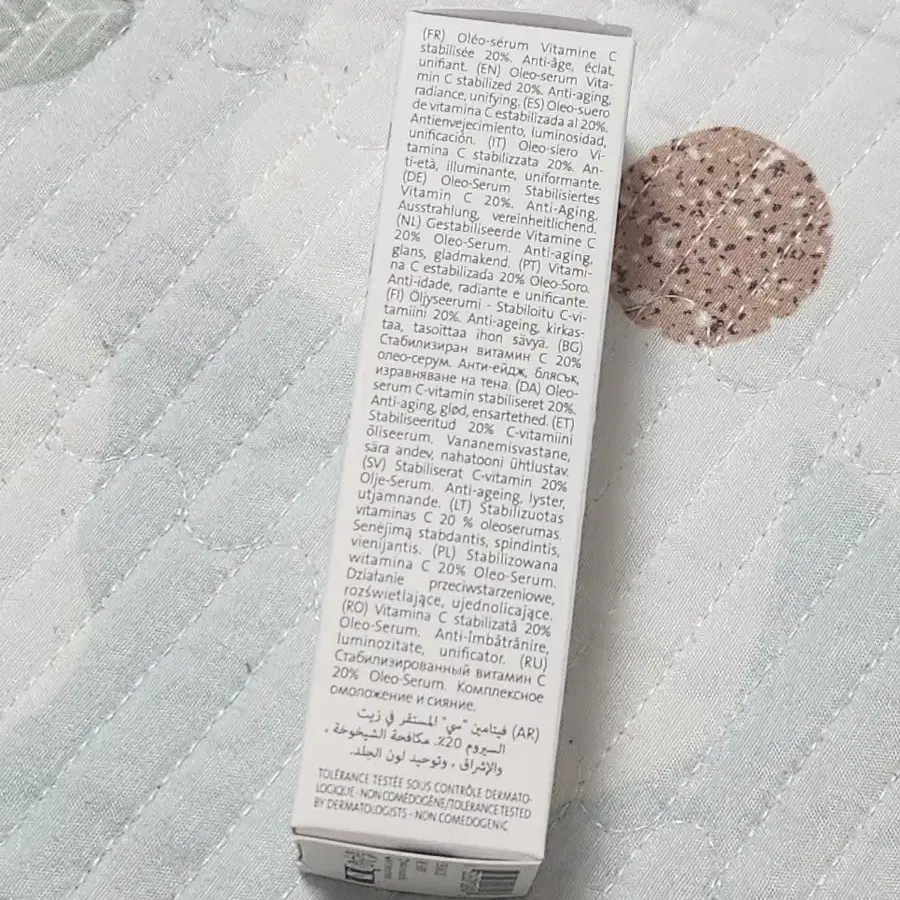 (FR) Oléo-sérum Vitamine C
stabilisée 20%. Anti-âge, éclat,
unifiant. (EN) Oleo-serum Vita-
min C stabilized 20%. Anti-aging,
radiance, unifying. (ES) Oleo-suero
de vitamina C estabilizada al 20%.
Antienvejecimiento, luminosidad,
unificación. (IT) Oleo-siero Vi-
tamina C stabilizzata 20%. An-
ti-età, illuminante, uniformante.
(DE) Oleo-Serum Stabilisiertes
Vitamin C 20%. Anti-Aging,
Ausstrahlung, vereinheitlichend.
(NL) Gestabiliseerde Vitamine C
20% Oleo-Serum. Anti-aging,
glans, gladmakend. (PT) Vitami-
na C estabilizada 20% Oleo-Soro.
Anti-idade, radiante e unificante.
(FI) Öljyseerumi - Stabiloitu C-vi-
tamiini 20%. Anti-ageing, kirkas-
taa, tasoittaa ihon sävyä. (BG)
Стабилизиран витамин С 20%
олео-серум. Анти-ейдж, блясък,
изравняване на тена. (DA) Oleo-
serum C-vitamin stabiliseret 20%.
Anti-aging, glød, ensartethed. (ET)
Stabiliseeritud 20% C-vitamiini
õliseerum. Vananemisvastane,
sära andev, nahatooni ühtlustav.
(SV) Stabiliserat C-vitamin 20%
Olje-Serum. Anti-ageing, lyster,
utjämnande. (LT) Stabilizuotas
vitaminas C 20 % oleoserumas.
Senėjimą stabdantis, spindintis,
vienijantis. (PL) Stabilizowana
witamina C 20% Oleo-Serum.
Działanie przeciwstarzeniowe,
rozświetlające, ujednolicające.
(RO) Vitamina C stabilizată 20%
Oleo-Serum. Anti-îmbătrânire,
luminozitate, unificator. (RU)
Стабилизированный витамин С
20% Oleo-Serum. Комплексное
омоложение и сияние.
(AR) فيتامين "سي" المستقر في زيت
السيروم 20٪. مكافحة الشيخوخة ،
والإشراق ، وتوحيد لون الجلد.
TOLÉRANCE TESTÉE SOUS CONTRÔLE DERMATO-
LOGIQUE - NON COMÉDOGÈNE/TOLERANCE TESTED
BY DERMATOLOGISTS - NON COMEDOGENIC